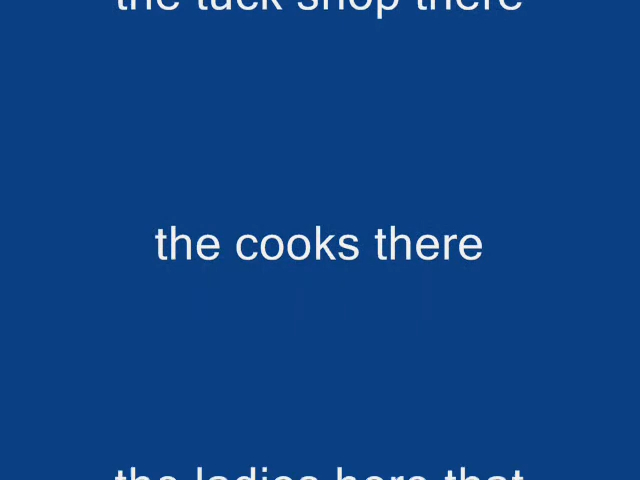 the tuck shop there
the cooks there
the ladies here that